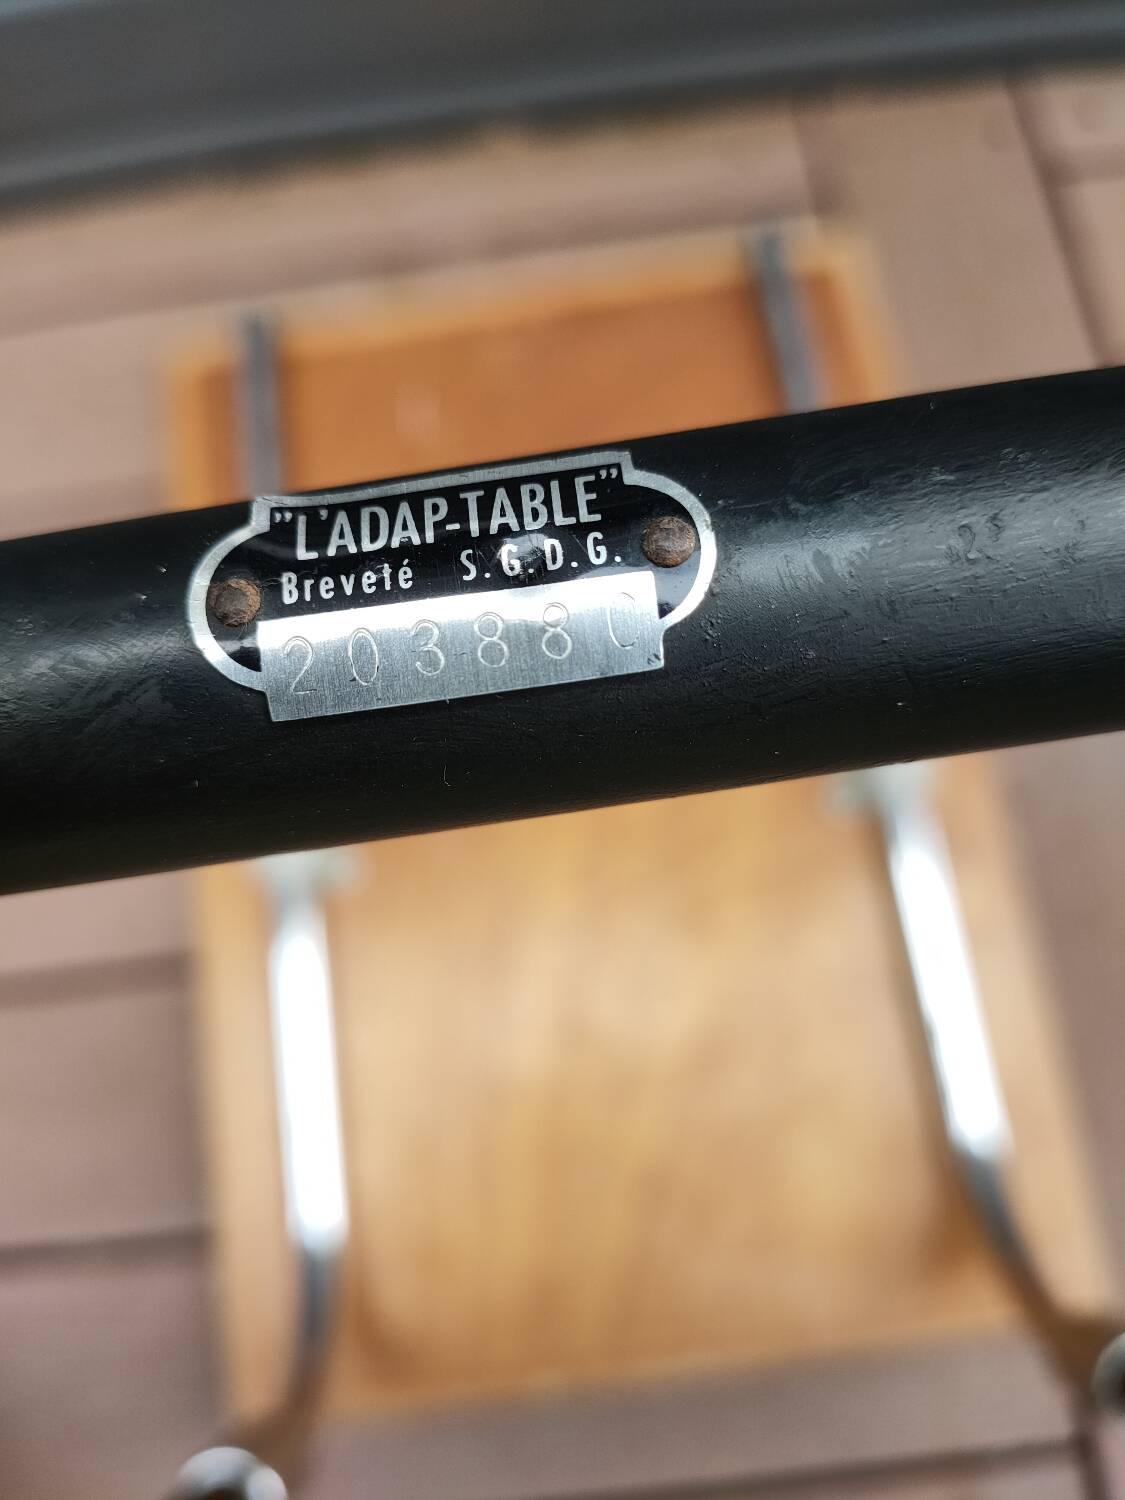 "L'ADAP-TABLE"
Breveté S.G.D.G.
203880